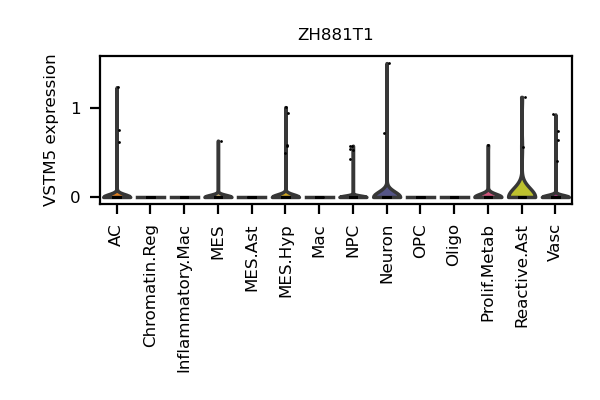 ZH881T1
VSTM5 expression
1
0
AC
Chromatin.Reg
Inflammatory.Mac
MES
MES.Ast
MES.Hyp
Mac
NPC
Neuron
OPC
Oligo
Prolif.Metab
Reactive.Ast
Vasc